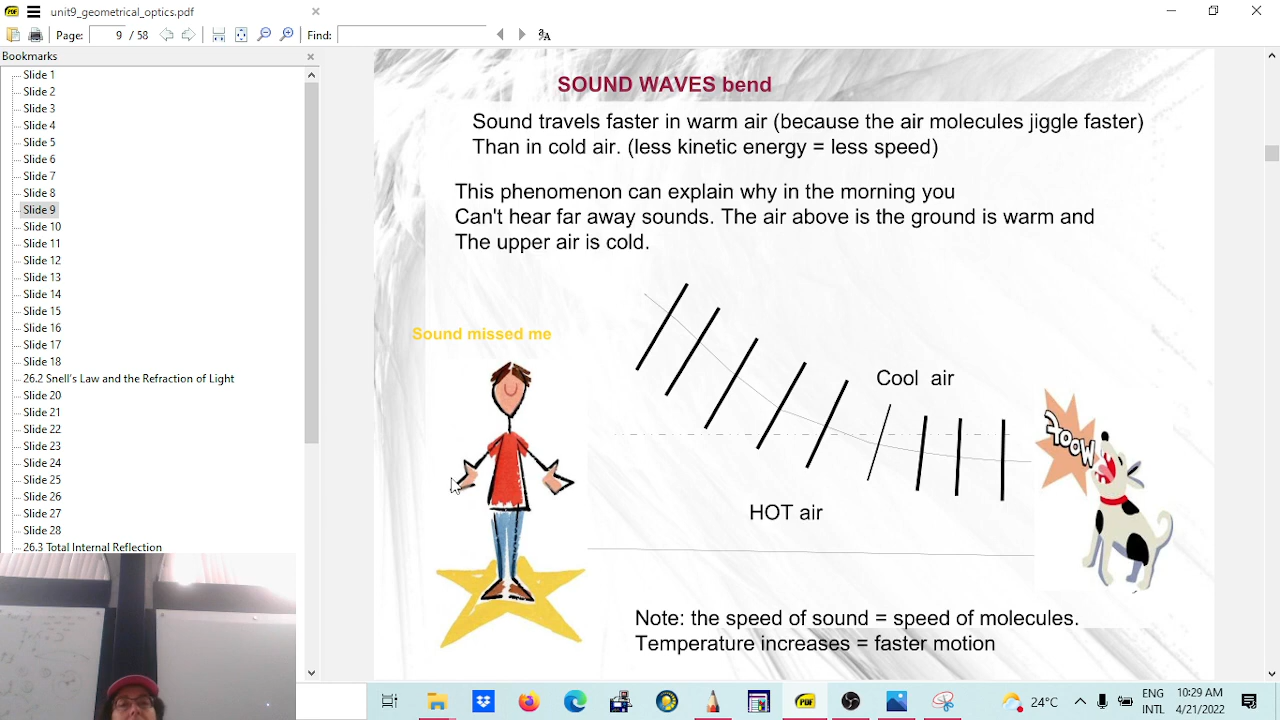 unit9_geometrical_optics.pdf
Page: 9 / 58
Find:
Bookmarks
Slide 1
Slide 2
Slide 3
Slide 4
Slide 5
Slide 6
Slide 7
Slide 8
Slide 9
Slide 10
Slide 11
Slide 12
Slide 13
Slide 14
Slide 15
Slide 16
Slide 17
Slide 18
26.2 Snell's Law and the Refraction of Light
Slide 20
Slide 21
Slide 22
Slide 23
Slide 24
Slide 25
Slide 26
Slide 27
Slide 28
26.3 Total Internal Reflection
SOUND WAVES bend
Sound travels faster in warm air (because the air molecules jiggle faster)
Than in cold air. (less kinetic energy = less speed)
This phenomenon can explain why in the morning you
Can't hear far away sounds. The air above is the ground is warm and
The upper air is cold.
Sound missed me
Cool air
WOOF
HOT air
Note: the speed of sound = speed of molecules.
Temperature increases = faster motion
PDF
24°C
ENG
INTL
10:29 AM
4/21/2022